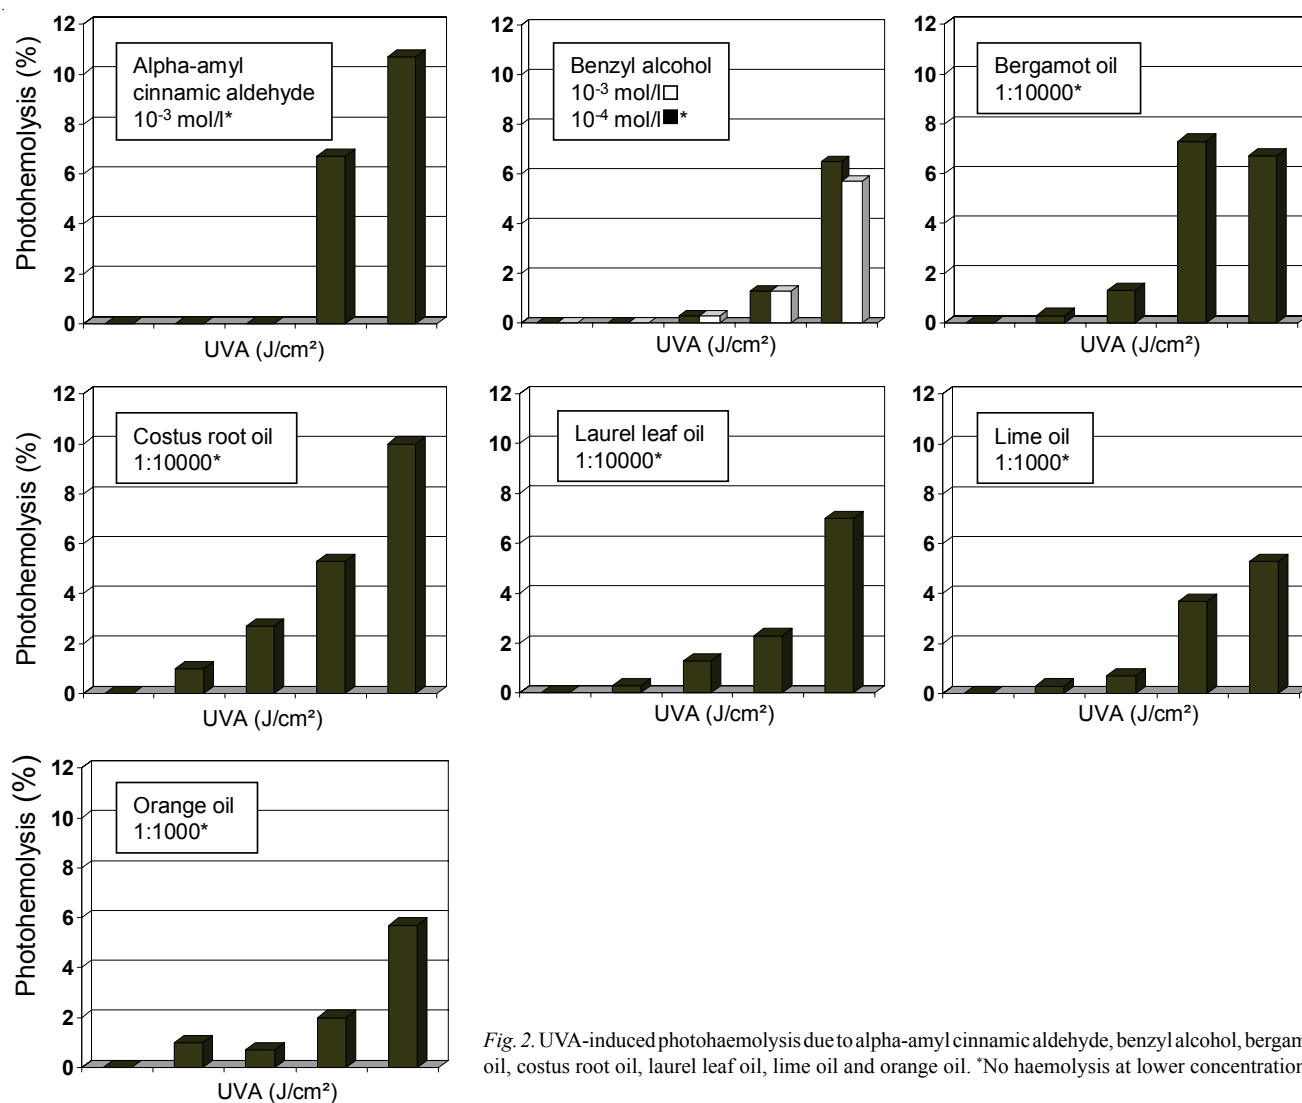 Photohemolysis (%)
12
10
8
6
4
2
0
Alpha-amyl
cinnamic aldehyde
10⁻³ mol/l*
UVA (J/cm²)
12
10
8
6
4
2
0
Benzyl alcohol
10⁻³ mol/l□
10⁻⁴ mol/l■*
UVA (J/cm²)
12
10
8
6
4
2
0
Bergamot oil
1:10000*
UVA (J/cm²)
Photohemolysis (%)
12
10
8
6
4
2
0
Costus root oil
1:10000*
UVA (J/cm²)
12
10
8
6
4
2
0
Laurel leaf oil
1:10000*
UVA (J/cm²)
12
10
8
6
4
2
0
Lime oil
1:1000*
UVA (J/cm²)
Photohemolysis (%)
12
10
8
6
4
2
0
Orange oil
1:1000*
UVA (J/cm²)
Fig. 2. UVA-induced photohaemolysis due to alpha-amyl cinnamic aldehyde, benzyl alcohol, bergam
oil, costus root oil, laurel leaf oil, lime oil and orange oil. *No haemolysis at lower concentration